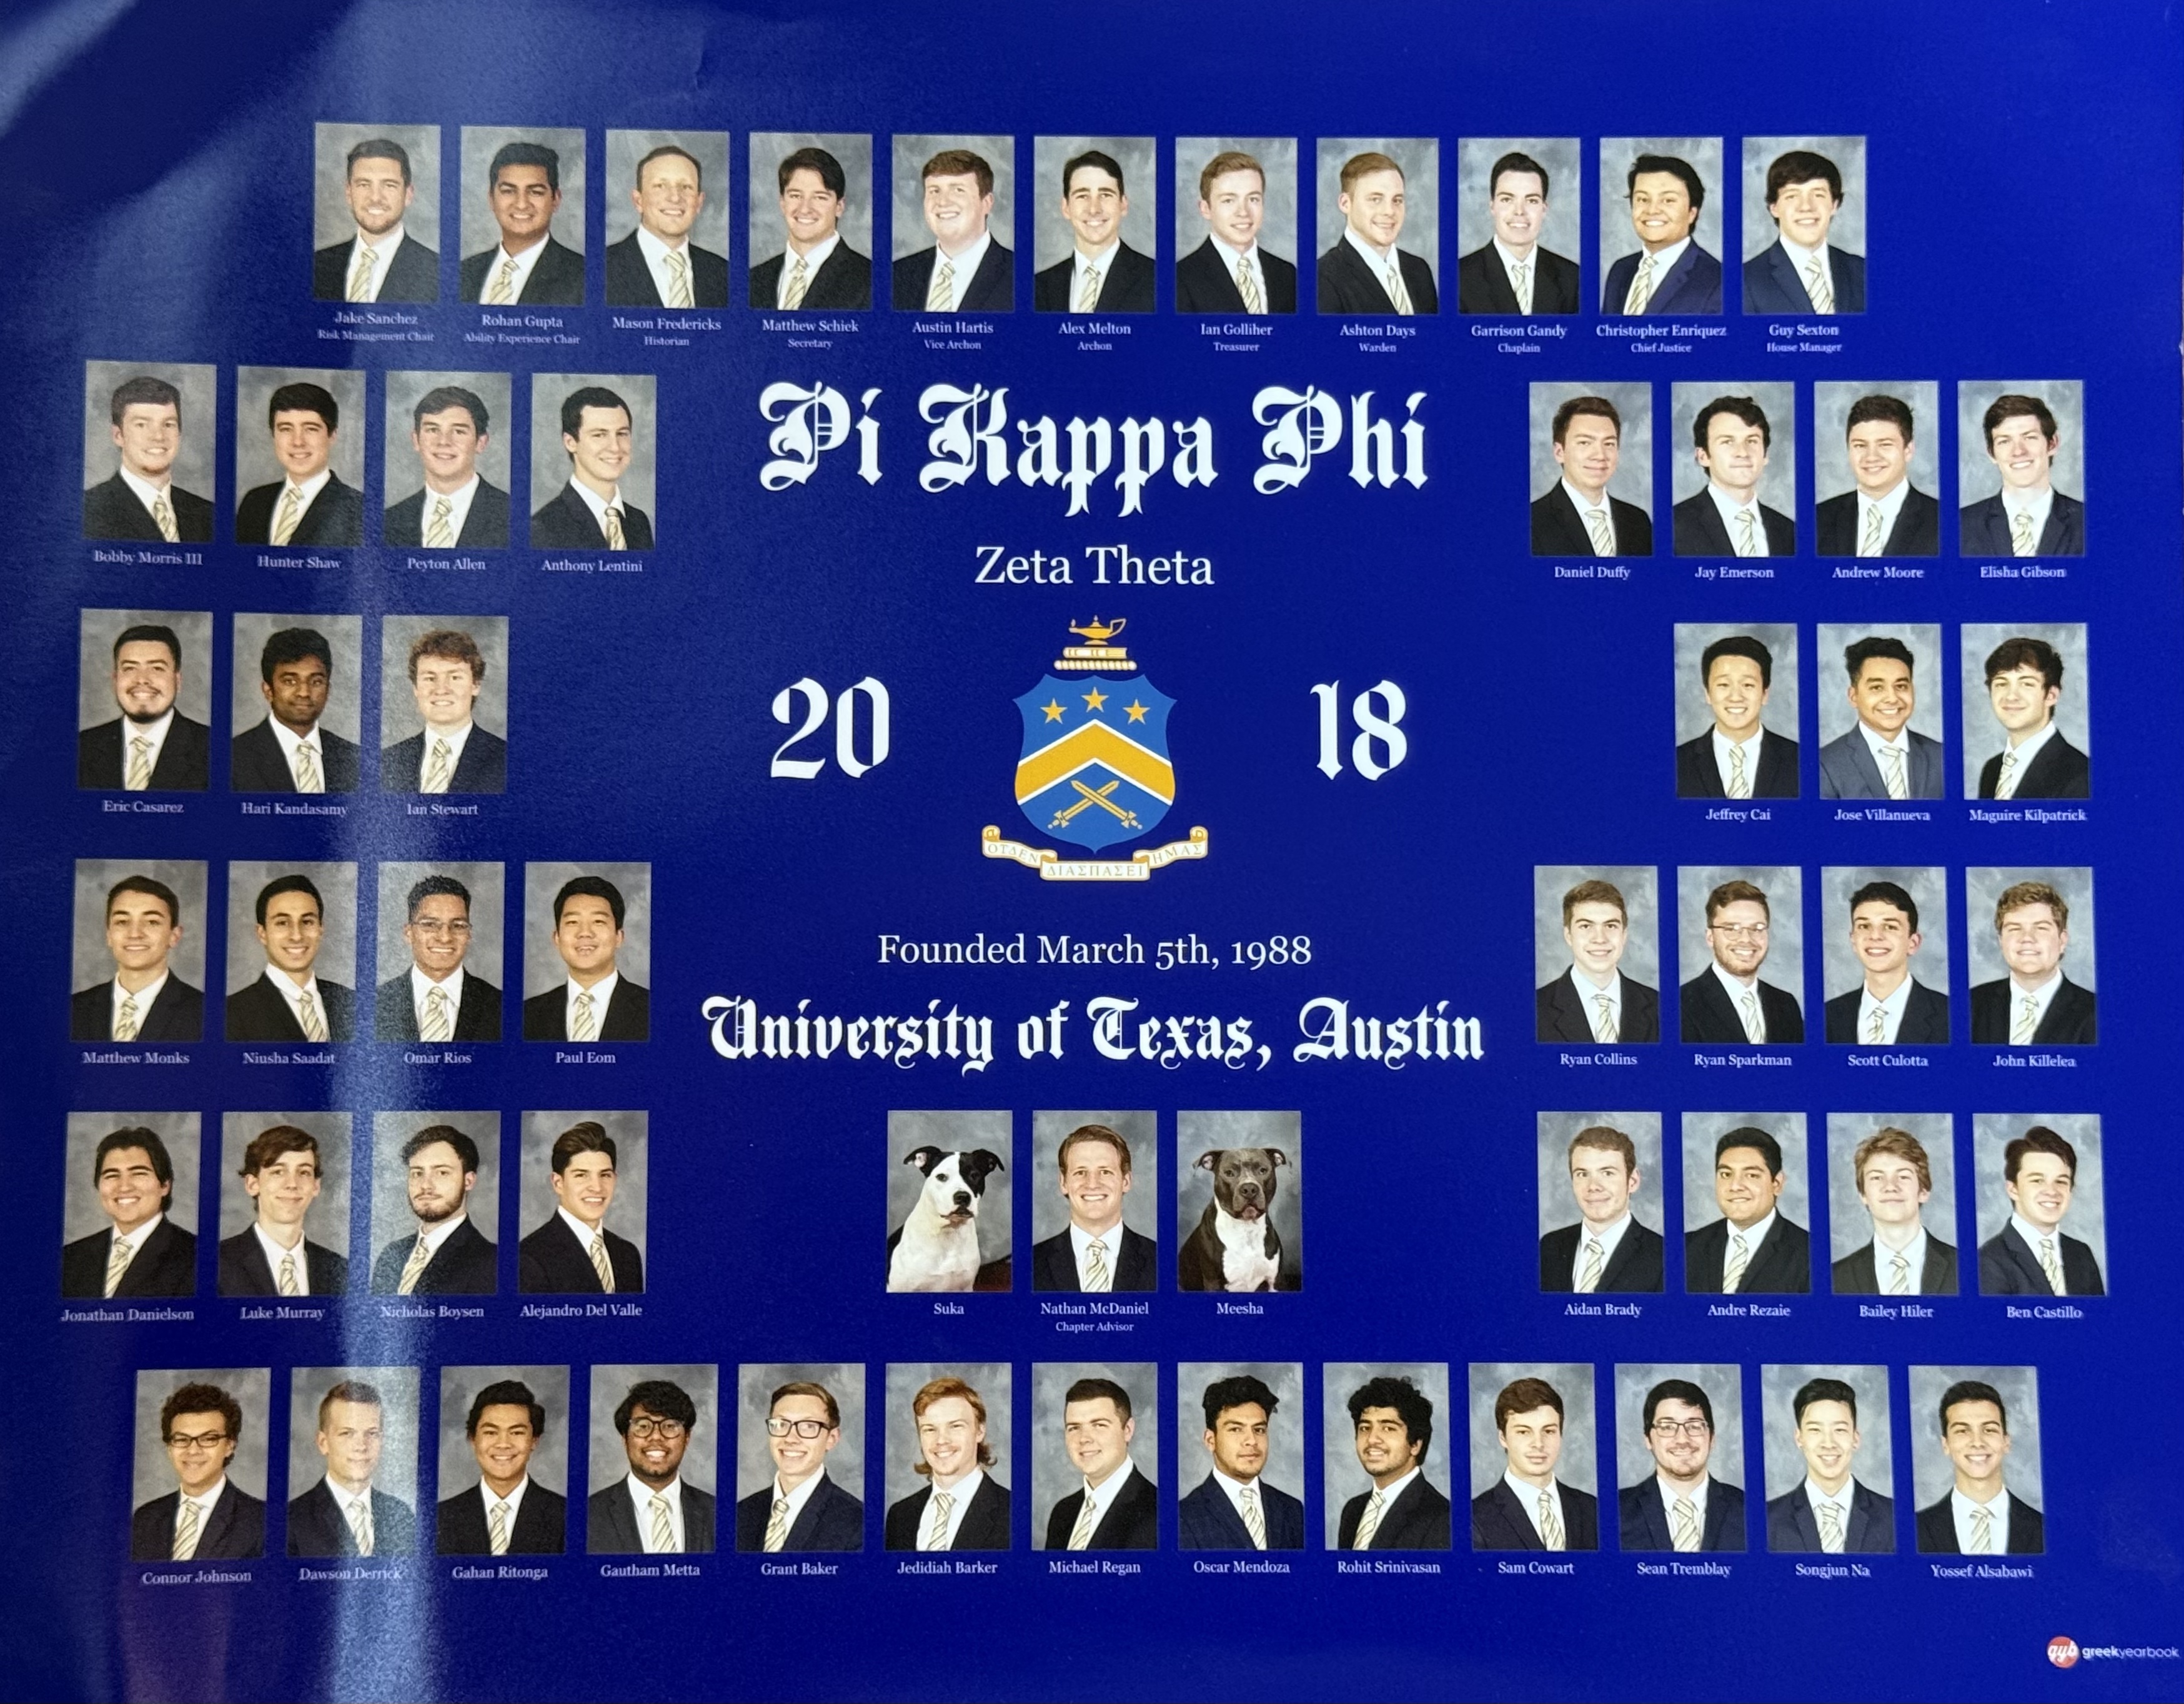 Jake Sanchez
Risk Management Chair
Rohan Gupta
Ability Experience Chair
Mason Fredericks
Historian
Matthew Schiek
Secretary
Austin Hartis
Vice Archon
Alex Melton
Archon
Ian Golliher
Treasurer
Ashton Days
Warden
Garrison Gandy
Chaplain
Christopher Enriquez
Chief Justice
Guy Sexton
House Manager
Bobby Morris III
Hunter Shaw
Peyton Allen
Anthony Lentini
Pi Kappa Phi
Zeta Theta
Daniel Duffy
Jay Emerson
Andrew Moore
Elisha Gibson
Eric Casarez
Hari Kandasamy
Ian Stewart
20
18
ΟΥΔΕΝ
ΔΙΑΣΠΑΣΕΙ
ΗΜΑΣ
Jeffrey Cai
Jose Villanueva
Maguire Kilpatrick
Founded March 5th, 1988
University of Texas, Austin
Matthew Monks
Niusha Saadat
Omar Rios
Paul Eom
Ryan Collins
Ryan Sparkman
Scott Culotta
John Killelea
Jonathan Danielson
Luke Murray
Nicholas Boysen
Alejandro Del Valle
Suka
Nathan McDaniel
Chapter Advisor
Meesha
Aidan Brady
Andre Rezaie
Bailey Hiler
Ben Castillo
Connor Johnson
Dawson Derrick
Gahan Ritonga
Gautham Metta
Grant Baker
Jedidiah Barker
Michael Regan
Oscar Mendoza
Rohit Srinivasan
Sam Cowart
Sean Tremblay
Songjun Na
Yossef Alsabawi
gyb greekyearbook